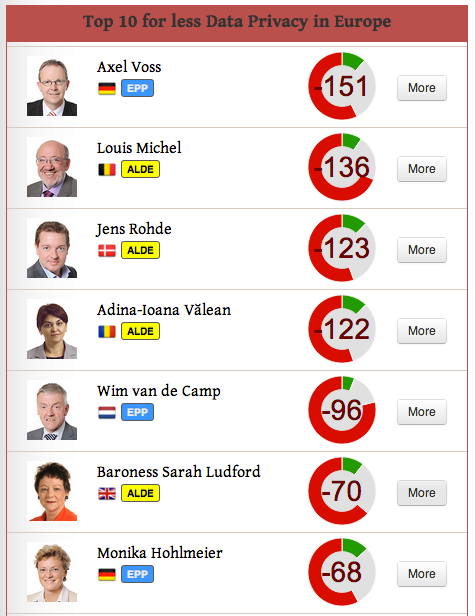 Top 10 for less Data Privacy in Europe
Axel Voss
EPP
-151
More
Louis Michel
ALDE
-136
More
Jens Rohde
ALDE
-123
More
Adina-Ioana Vălean
ALDE
-122
More
Wim van de Camp
EPP
-96
More
Baroness Sarah Ludford
ALDE
-70
More
Monika Hohlmeier
EPP
-68
More